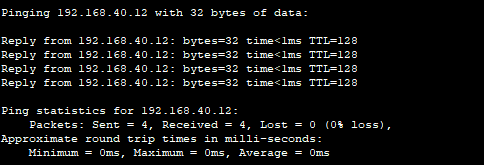 Pinging 192.168.40.12 with 32 bytes of data:
Reply from 192.168.40.12: bytes=32 time<1ms TTL=128
Reply from 192.168.40.12: bytes=32 time<1ms TTL=128
Reply from 192.168.40.12: bytes=32 time<1ms TTL=128
Reply from 192.168.40.12: bytes=32 time<1ms TTL=128
Ping statistics for 192.168.40.12:
Packets: Sent = 4, Received = 4, Lost = 0 (0% loss),
Approximate round trip times in milli-seconds:
Minimum = 0ms, Maximum = 0ms, Average = 0ms